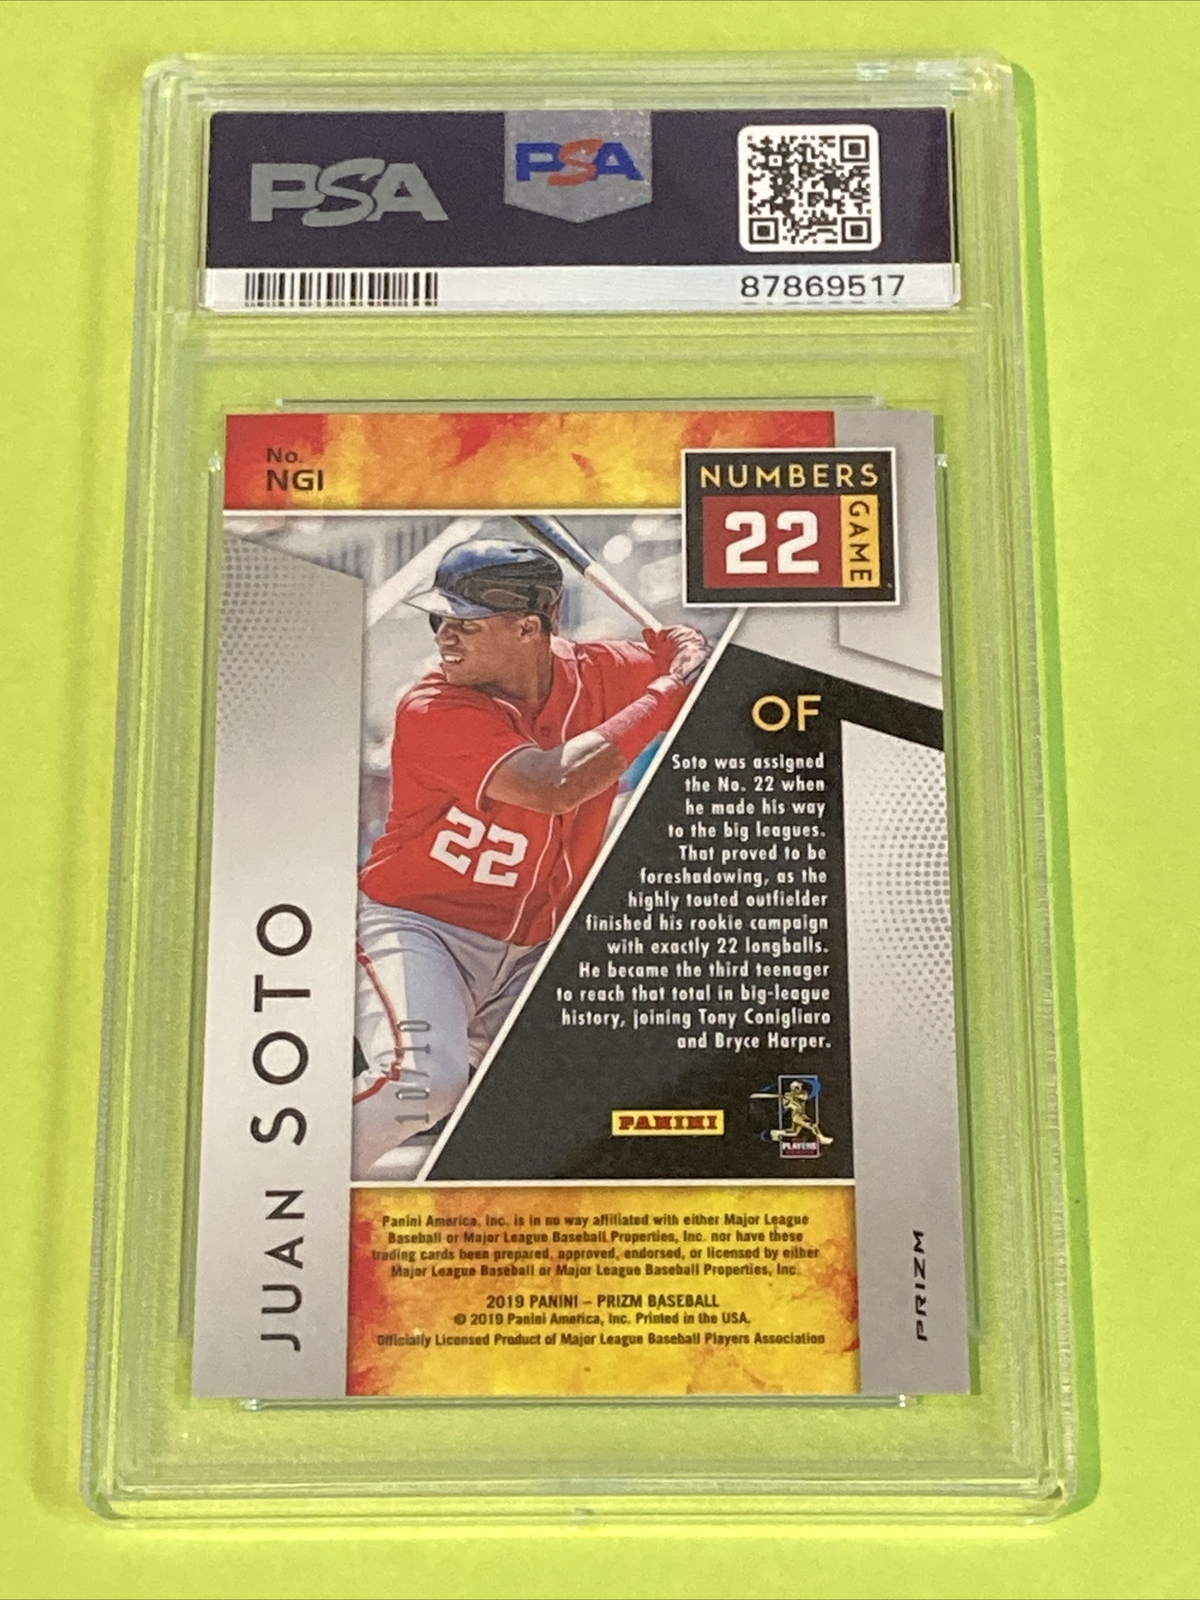 PSA
PSA
87869517
No.
NGI
NUMBERS
22
GAME
22
OF
Soto was assigned
the No. 22 when
he made his way
to the big leagues.
That proved to be
foreshadowing, as the
highly touted outfielder
finished his rookie campaign
with exactly 22 longballs.
He became the third teenager
to reach that total in big-league
history, joining Tony Conigliaro
and Bryce Harper.
JUAN SOTO
10/10
PANINI
PLAYERS
Panini America, Inc. is in no way affiliated with either Major League
Baseball or Major League Baseball Properties, Inc. nor have these
trading cards been prepared, approved, endorsed, or licensed by either
Major League Baseball or Major League Baseball Properties, Inc.
2019 PANINI – PRIZM BASEBALL
© 2019 Panini America, Inc. Printed in the USA.
Officially Licensed Product of Major League Baseball Players Association
PRIZM